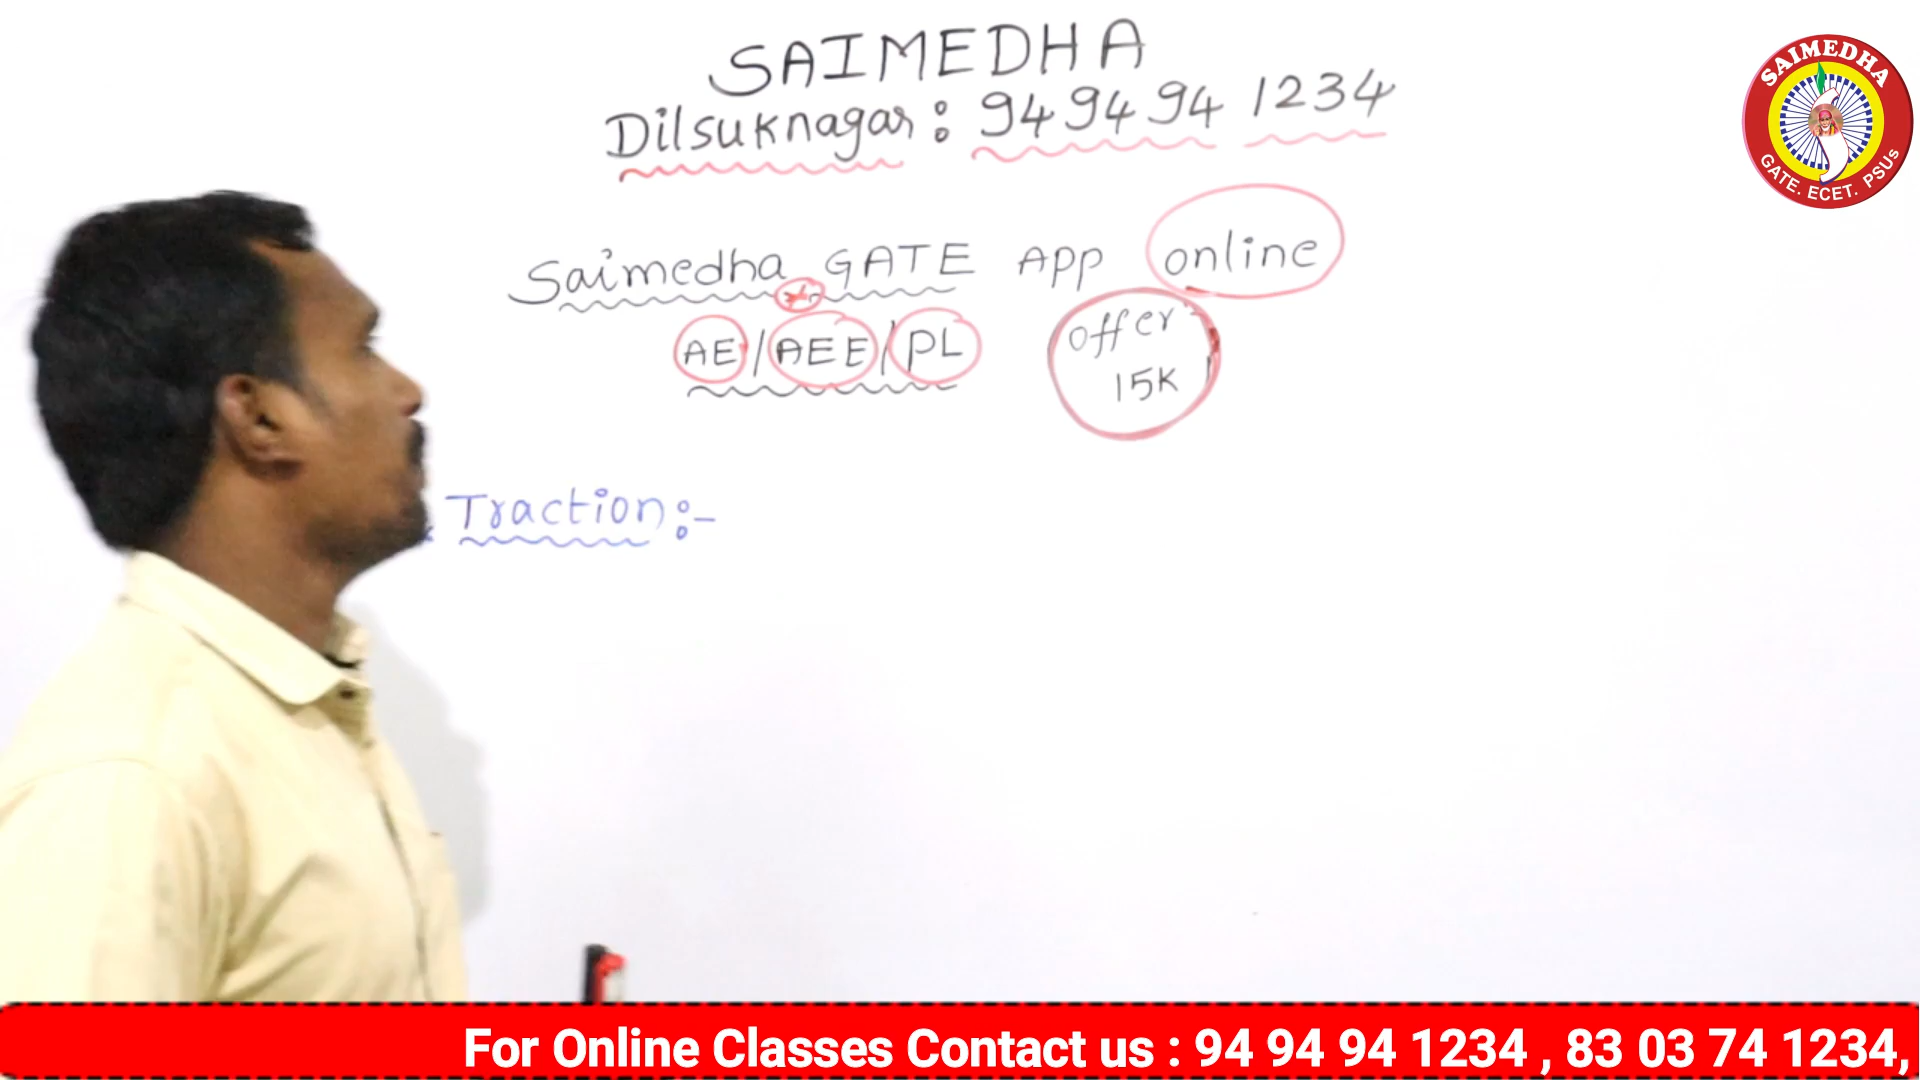 SAIMEDHA
Dilsuknagar : 94 94 94 1234
Saimedha GATE APP online
AE/AEE/PL offer
15K
Traction :-
SAIMEDHA
GATE. ECET. PSUs
For Online Classes Contact us : 94 94 94 1234 , 83 03 74 1234,